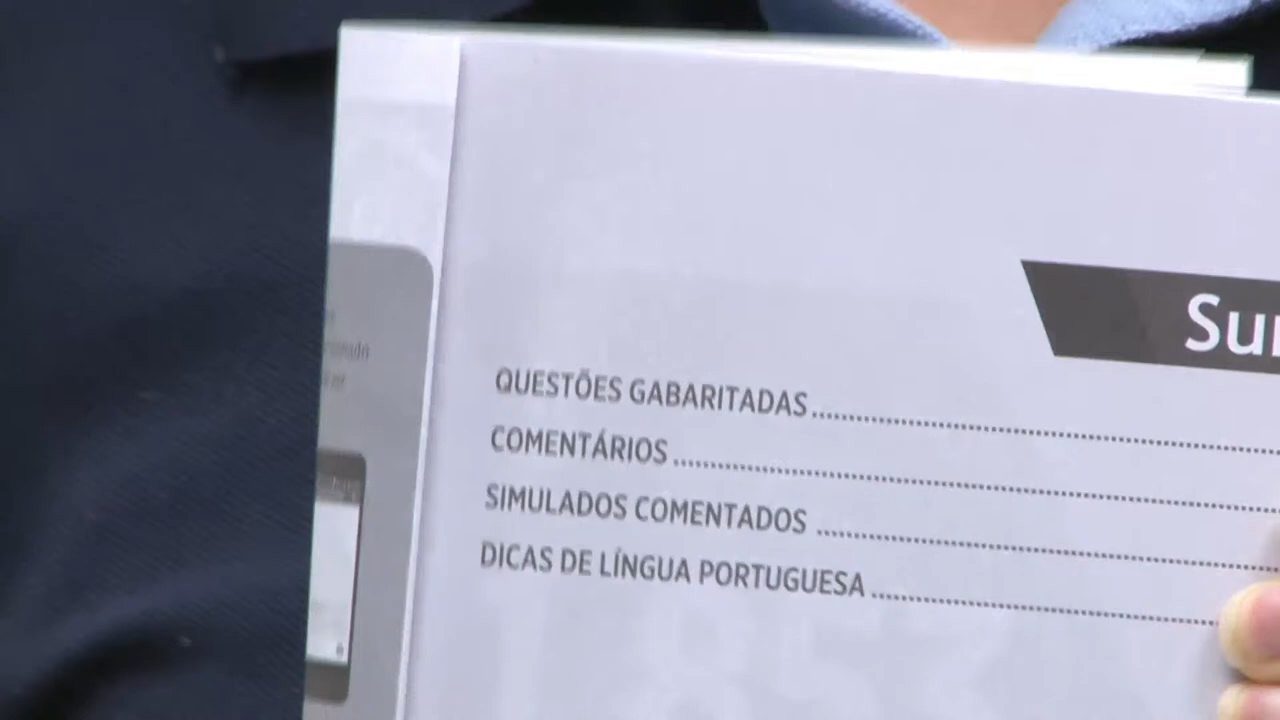 Su
QUESTÕES GABARITADAS
COMENTÁRIOS
SIMULADOS COMENTADOS
DICAS DE LÍNGUA PORTUGUESA